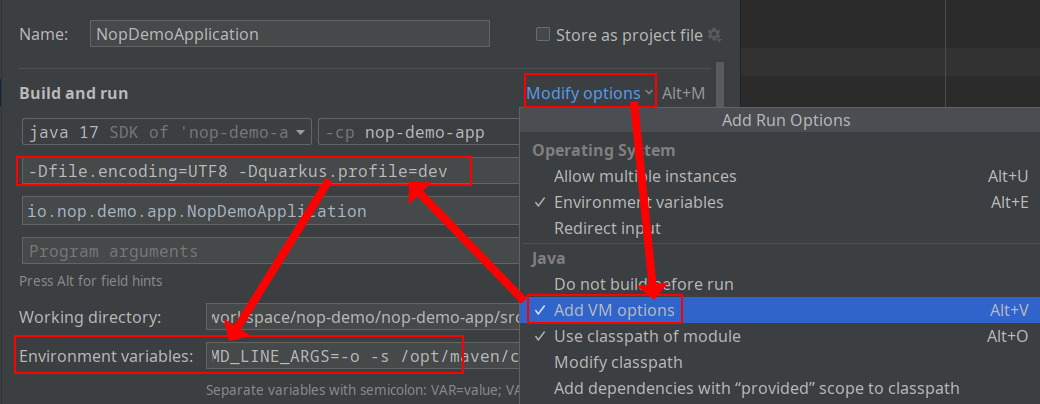 Name: NopDemoApplication
Store as project file
Build and run
Modify options Alt+M
java 17 SDK of 'nop-demo-a
-cp nop-demo-app
-Dfile.encoding=UTF8 -Dquarkus.profile=dev
io.nop.demo.app.NopDemoApplication
Program arguments
Press Alt for field hints
Working directory: workspace/nop-demo/nop-demo-app/src
Environment variables: MD_LINE_ARGS=-o -s /opt/maven/c
Separate variables with semicolon: VAR=value; VA
Add Run Options
Operating System
Allow multiple instances Alt+U
✓ Environment variables Alt+E
Redirect input
Java
Do not build before run
✓ Add VM options Alt+V
✓ Use classpath of module Alt+O
Modify classpath
Add dependencies with “provided” scope to classpath